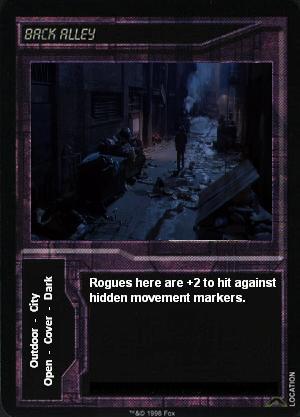 BACK ALLEY
Outdoor - City
Open - Cover - Dark
Rogues here are +2 to hit against
hidden movement markers.
LOCATION
™&© 1998 Fox